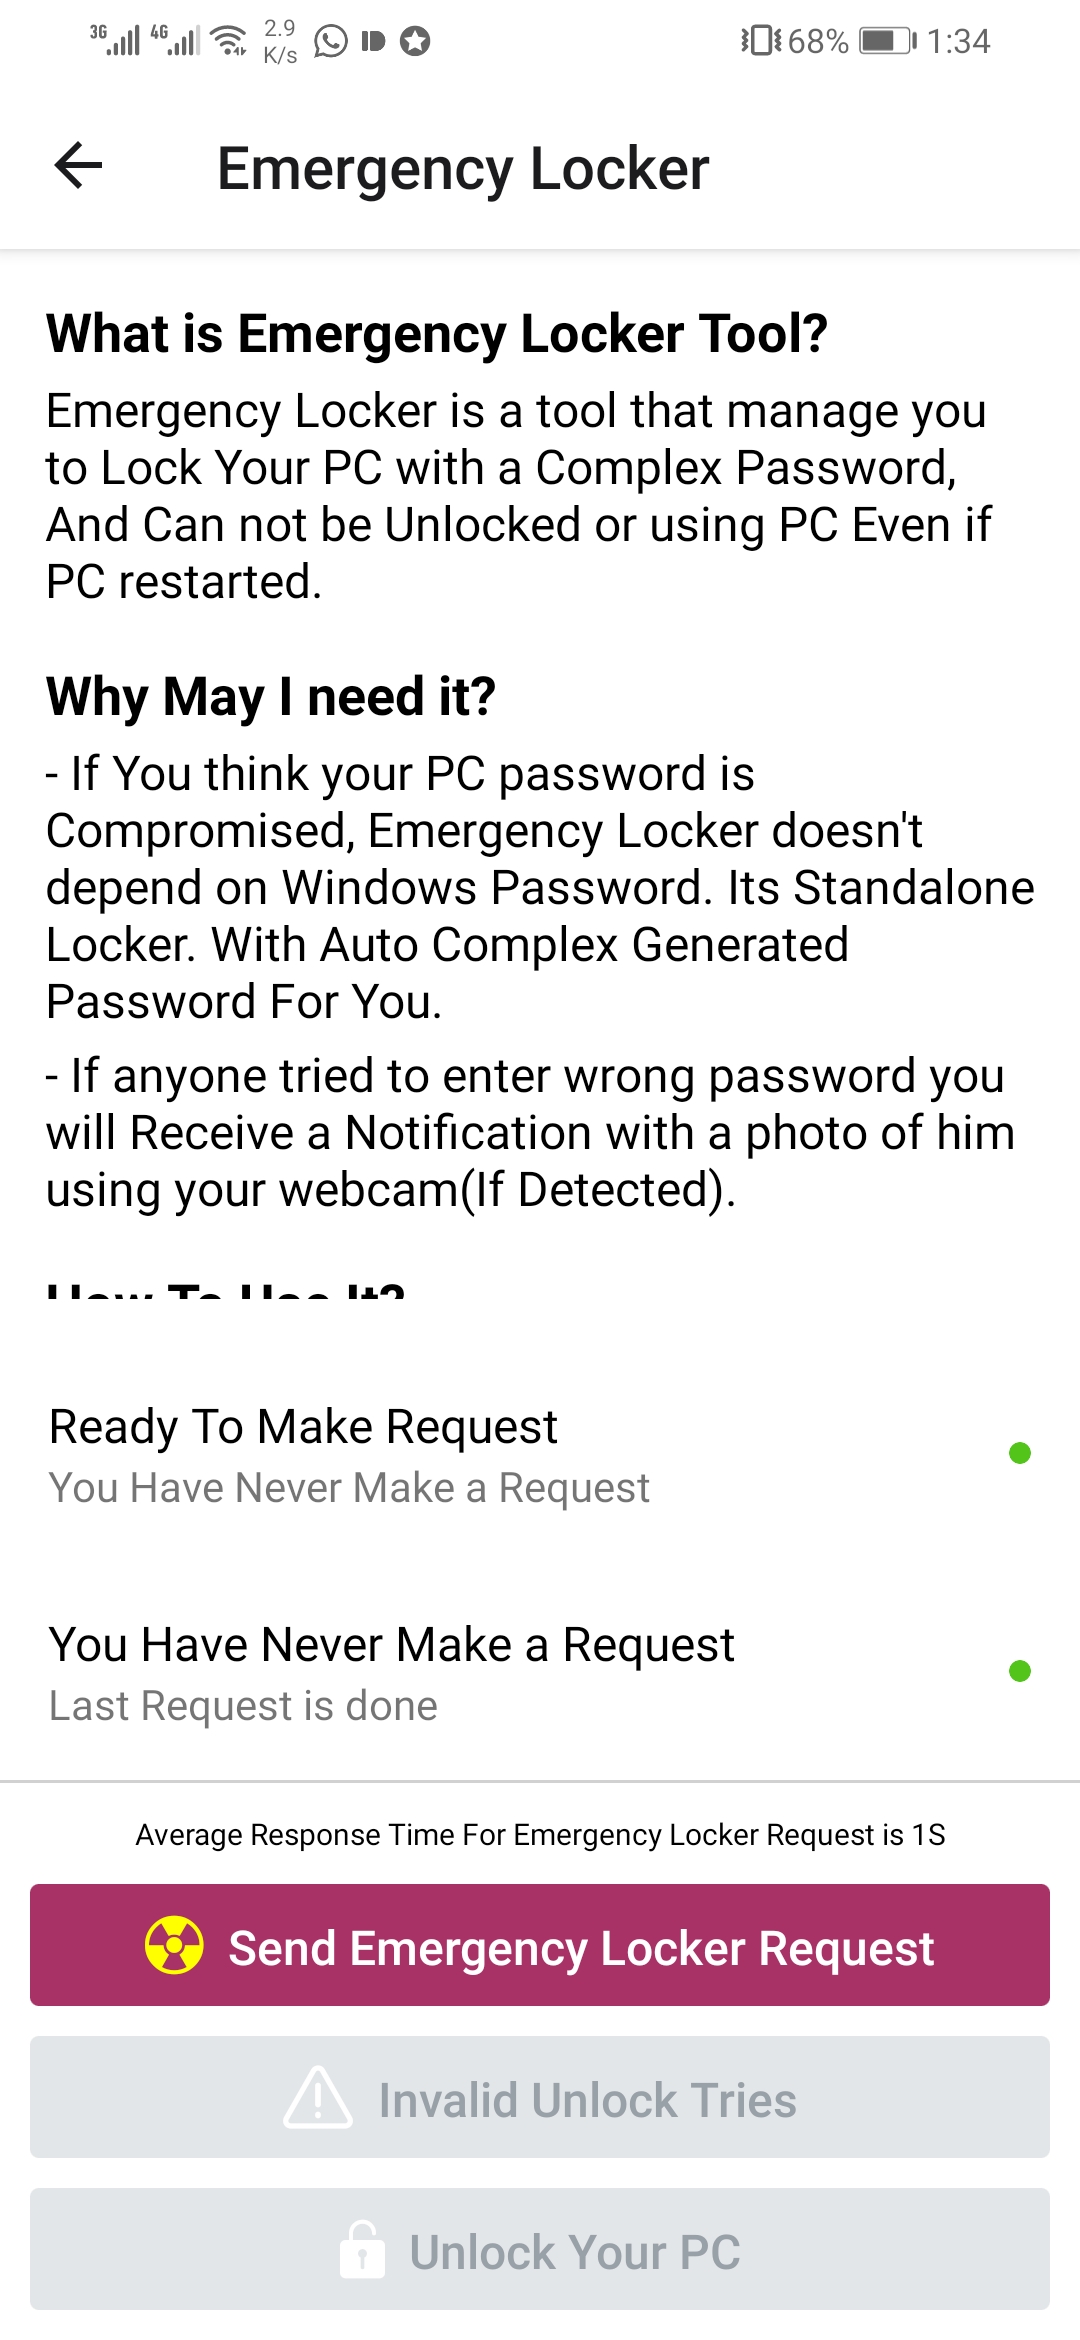 3G 4G 2.9 K/s 68% 1:34
Emergency Locker
What is Emergency Locker Tool?
Emergency Locker is a tool that manage you
to Lock Your PC with a Complex Password,
And Can not be Unlocked or using PC Even if
PC restarted.
Why May I need it?
- If You think your PC password is
Compromised, Emergency Locker doesn't
depend on Windows Password. Its Standalone
Locker. With Auto Complex Generated
Password For You.
- If anyone tried to enter wrong password you
will Receive a Notification with a photo of him
using your webcam(If Detected).
How To Use It?
Ready To Make Request
You Have Never Make a Request
You Have Never Make a Request
Last Request is done
Average Response Time For Emergency Locker Request is 1S
Send Emergency Locker Request
Invalid Unlock Tries
Unlock Your PC